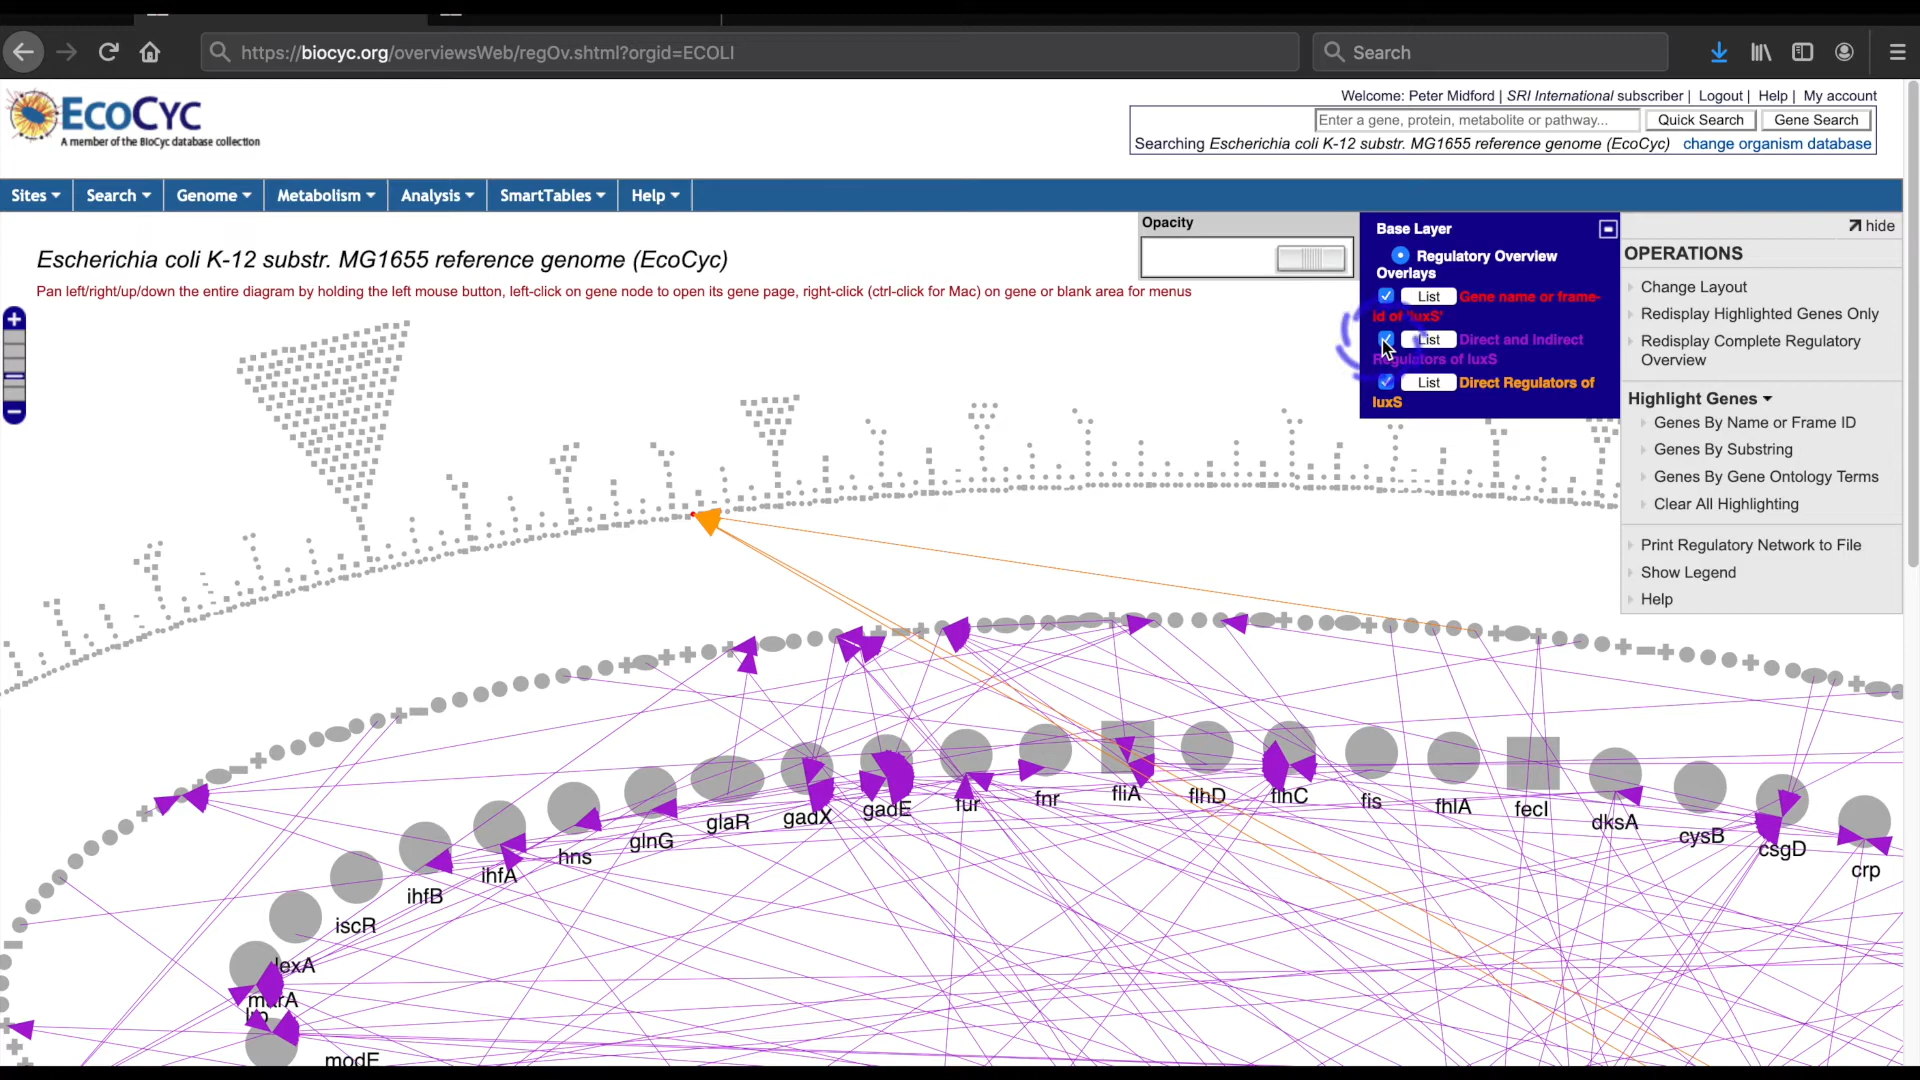 https://biocyc.org/overviewsWeb/regOv.shtml?orgid=ECOLI
Search
ECOCYC
A member of the BioCyc database collection
Welcome: Peter Midford | SRI International subscriber | Logout | Help | My account
Enter a gene, protein, metabolite or pathway...
Quick Search
Gene Search
Searching Escherichia coli K-12 substr. MG1655 reference genome (EcoCyc) change organism database
Sites
Search
Genome
Metabolism
Analysis
SmartTables
Help
Escherichia coli K-12 substr. MG1655 reference genome (EcoCyc)
Pan left/right/up/down the entire diagram by holding the left mouse button, left-click on gene node to open its gene page, right-click (ctrl-click for Mac) on gene or blank area for menus
Opacity
Base Layer
Regulatory Overview
Overlays
List Gene name or frame-
id of 'luxS'
List Direct and Indirect
Regulators of luxS
List Direct Regulators of
luxS
hide
OPERATIONS
Change Layout
Redisplay Highlighted Genes Only
Redisplay Complete Regulatory
Overview
Highlight Genes
Genes By Name or Frame ID
Genes By Substring
Genes By Gene Ontology Terms
Clear All Highlighting
Print Regulatory Network to File
Show Legend
Help
modE
lrp
marA
lexA
iscR
ihfB
ihfA
hns
glnG
glaR
gadX
gadE
fur
fnr
fliA
flhD
flhC
fis
fhlA
fecI
dksA
cysB
csgD
crp